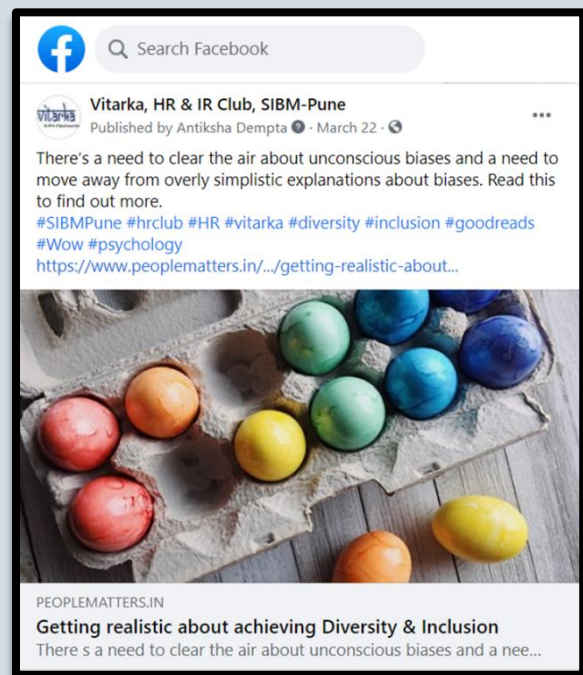 Search Facebook
vitarka
Vitarka, HR & IR Club, SIBM-Pune
Published by Antiksha Dempta · March 22 ·
There's a need to clear the air about unconscious biases and a need to
move away from overly simplistic explanations about biases. Read this
to find out more.
#SIBMPune #hrclub #HR #vitarka #diversity #inclusion #goodreads
#Wow #psychology
https://www.peoplematters.in/.../getting-realistic-about...
PEOPLEMATTERS.IN
Getting realistic about achieving Diversity & Inclusion
There s a need to clear the air about unconscious biases and a nee...